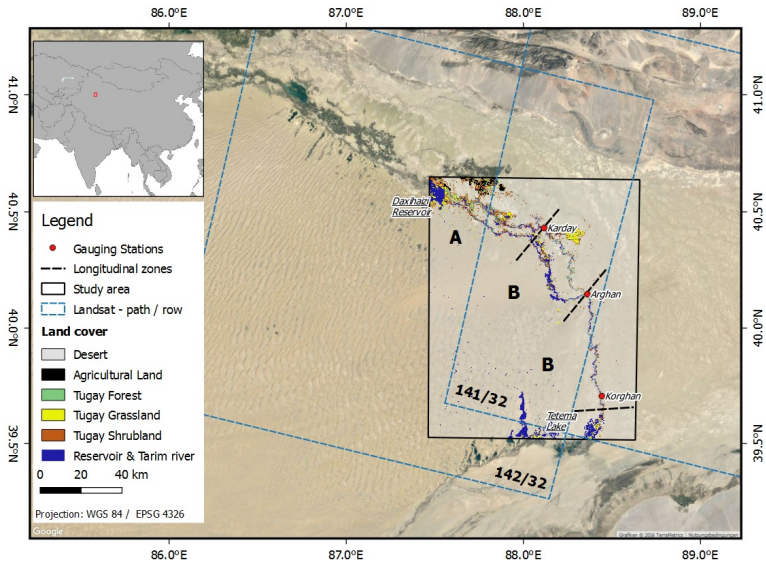 86.0°E
87.0°E
88.0°E
89.0°E
41.0°N
40.5°N
40.0°N
39.5°N
41.0°N
40.5°N
40.0°N
39.5°N
Daxihaizi
Reservoir
A
Karday
B
Arghan
B
Korghan
Tetema
Lake
141/32
142/32
Legend
Gauging Stations
Longitudinal zones
Study area
Landsat - path / row
Land cover
Desert
Agricultural Land
Tugay Forest
Tugay Grassland
Tugay Shrubland
Reservoir & Tarim river
0 20 40 km
Projection: WGS 84 / EPSG 4326
Google
Grafiken © 2016 TerraMetrics | Nutzungsbedingungen
86.0°E
87.0°E
88.0°E
89.0°E